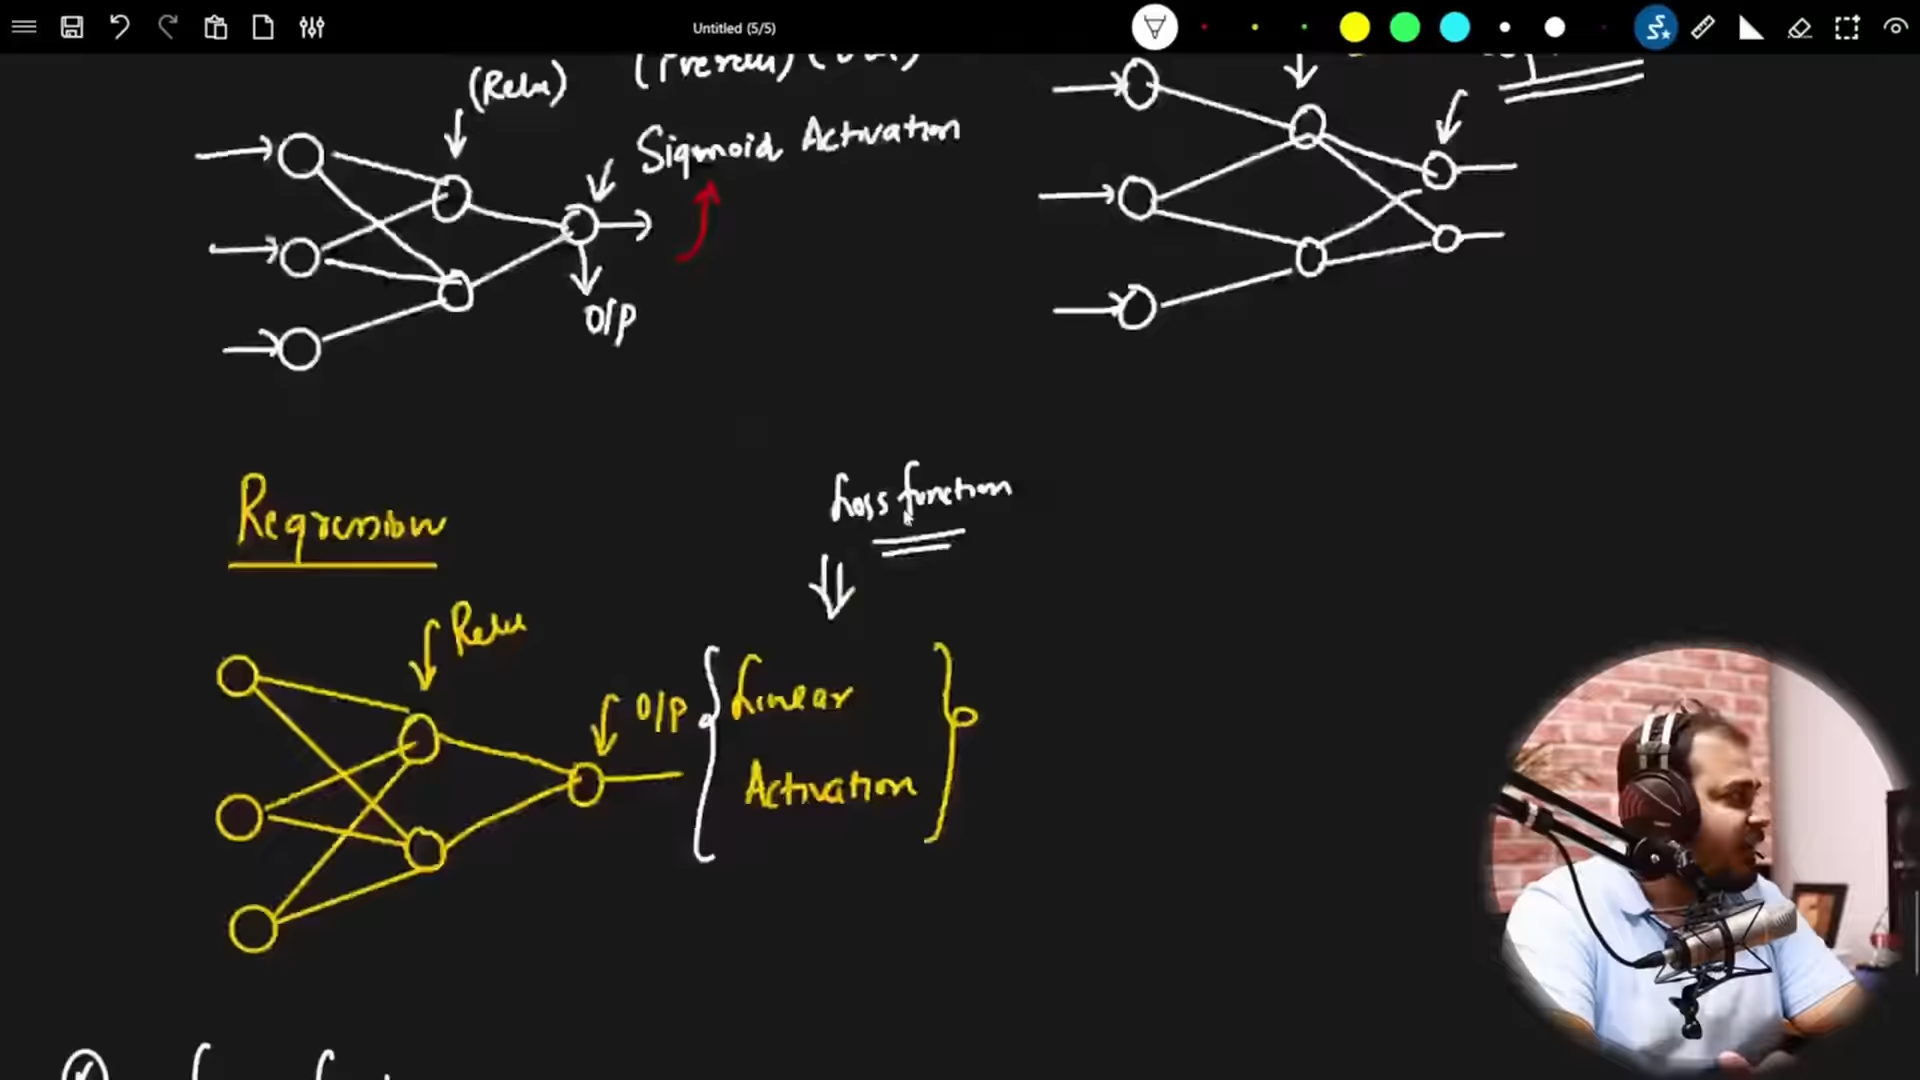 Untitled (5/5)
(Relu)
Sigmoid Activation
O/P
Regression
Loss function
Relu
O/P
Linear
Activation